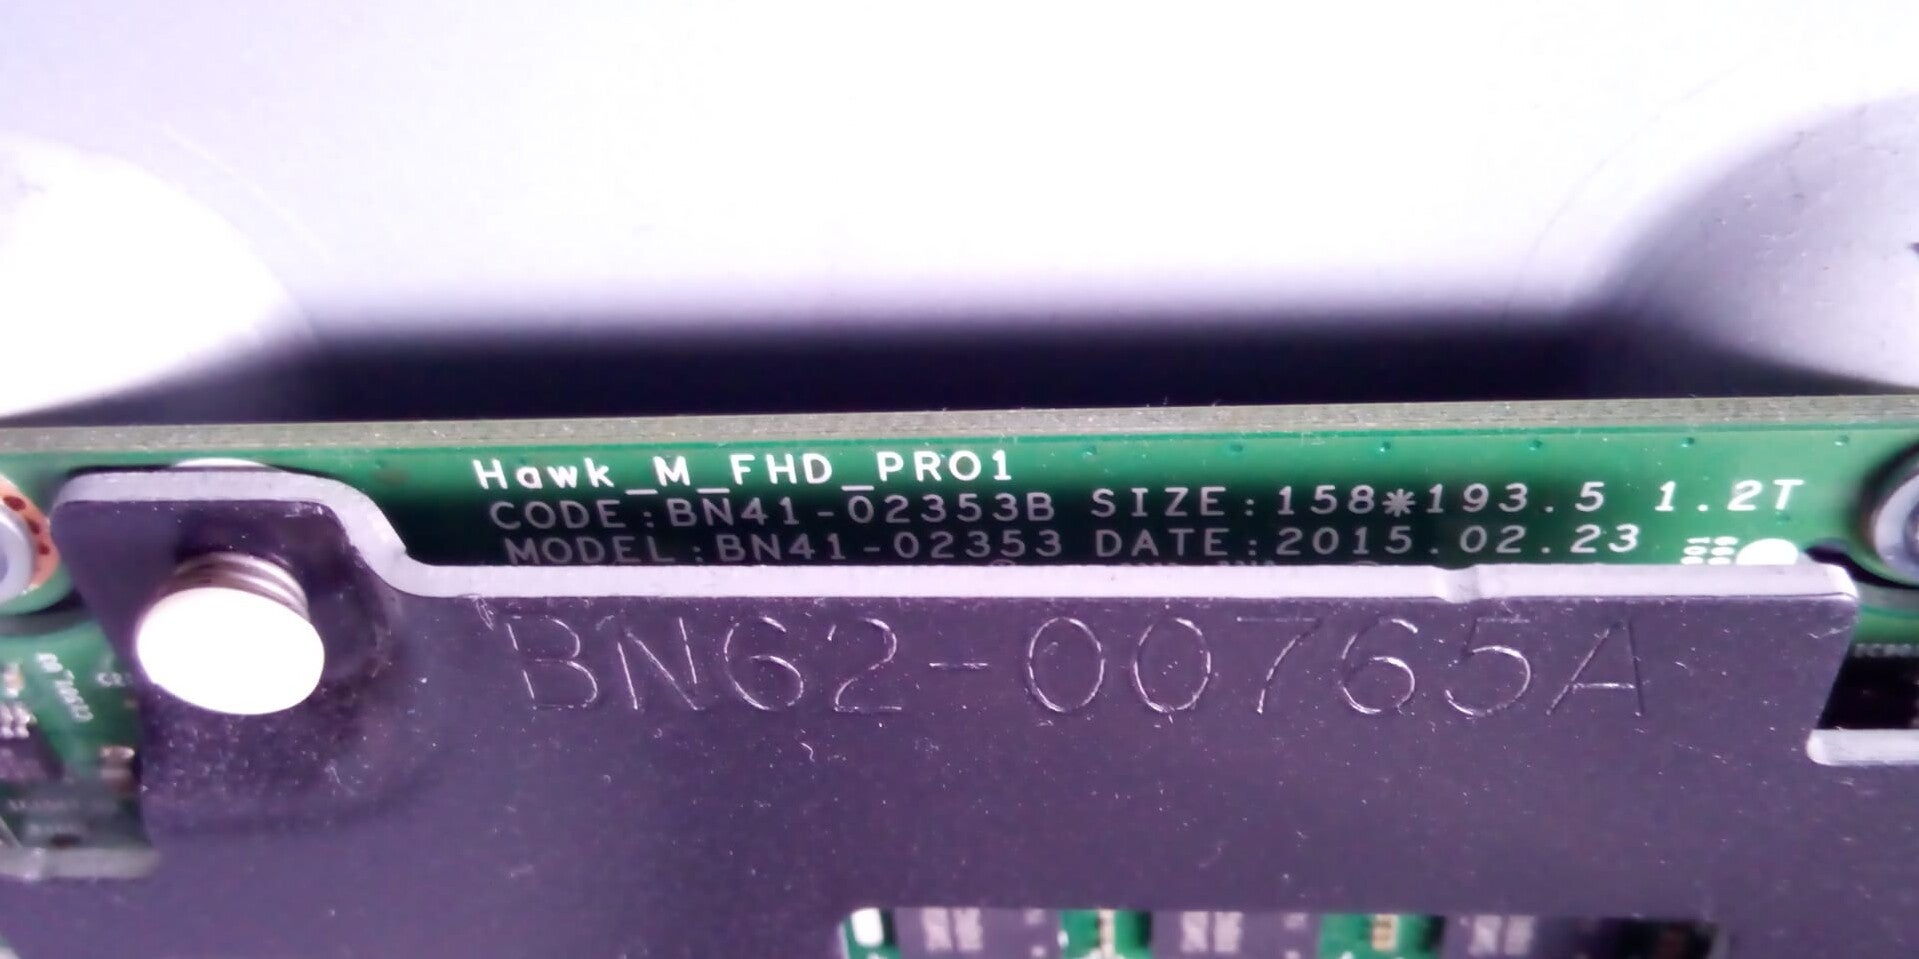 Hawk_M_FHD_PRO1
CODE:BN41-02353B SIZE:158*193.5 1.2T
MODEL:BN41-02353 DATE:2015.02.23
BN62-00765A